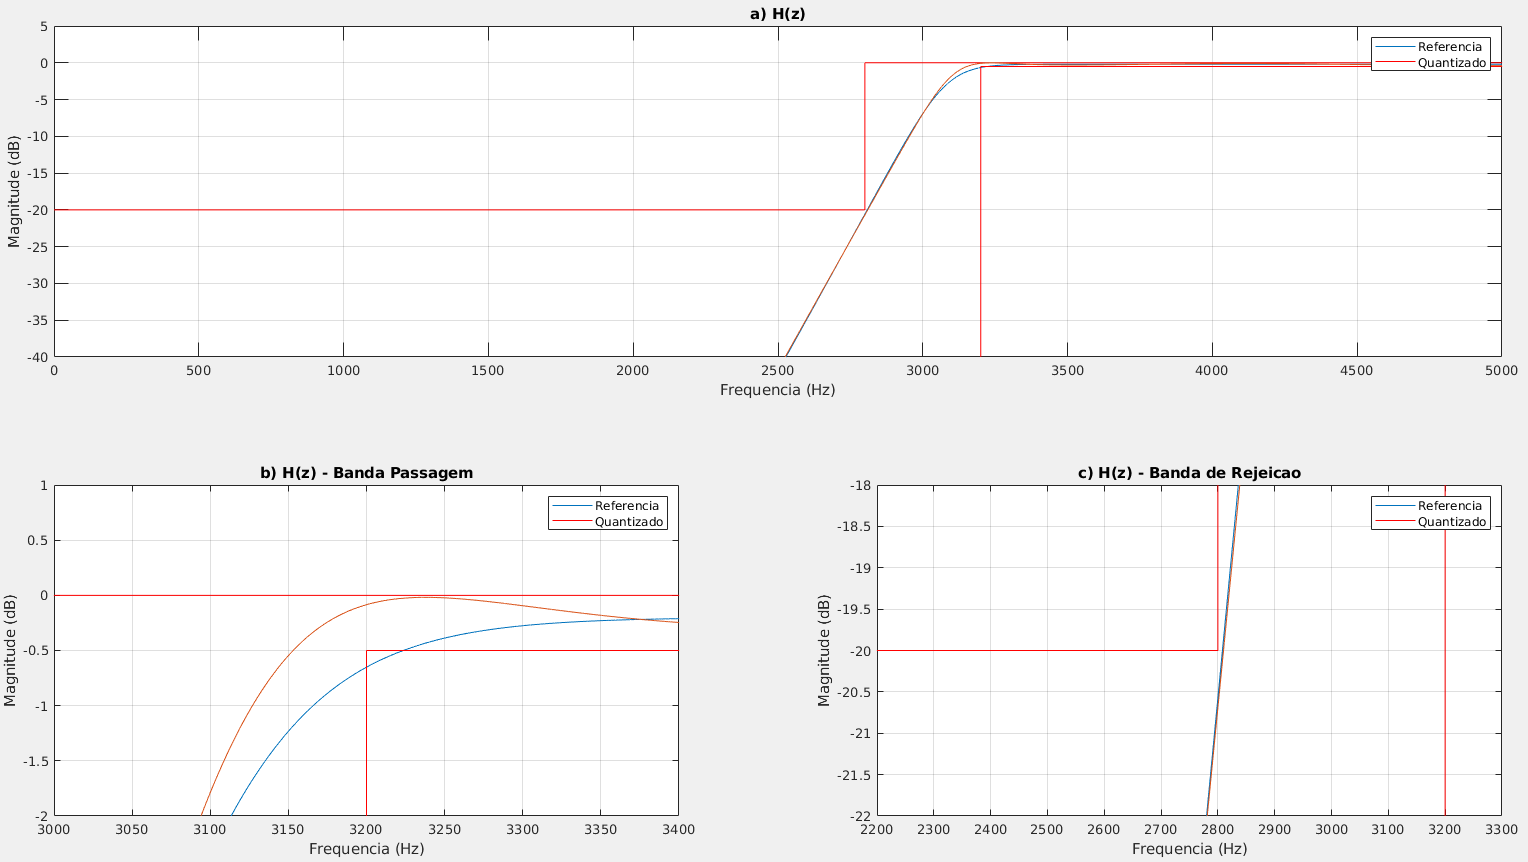 a) H(z)
5
0
-5
-10
-15
-20
-25
-30
-35
-40
Magnitude (dB)
Referencia
Quantizado
0 500 1000 1500 2000 2500 3000 3500 4000 4500 5000
Frequencia (Hz)
b) H(z) - Banda Passagem
1
0.5
0
-0.5
-1
-1.5
-2
Magnitude (dB)
Referencia
Quantizado
3000 3050 3100 3150 3200 3250 3300 3350 3400
Frequencia (Hz)
c) H(z) - Banda de Rejeicao
-18
-18.5
-19
-19.5
-20
-20.5
-21
-21.5
-22
Magnitude (dB)
Referencia
Quantizado
2200 2300 2400 2500 2600 2700 2800 2900 3000 3100 3200 3300
Frequencia (Hz)